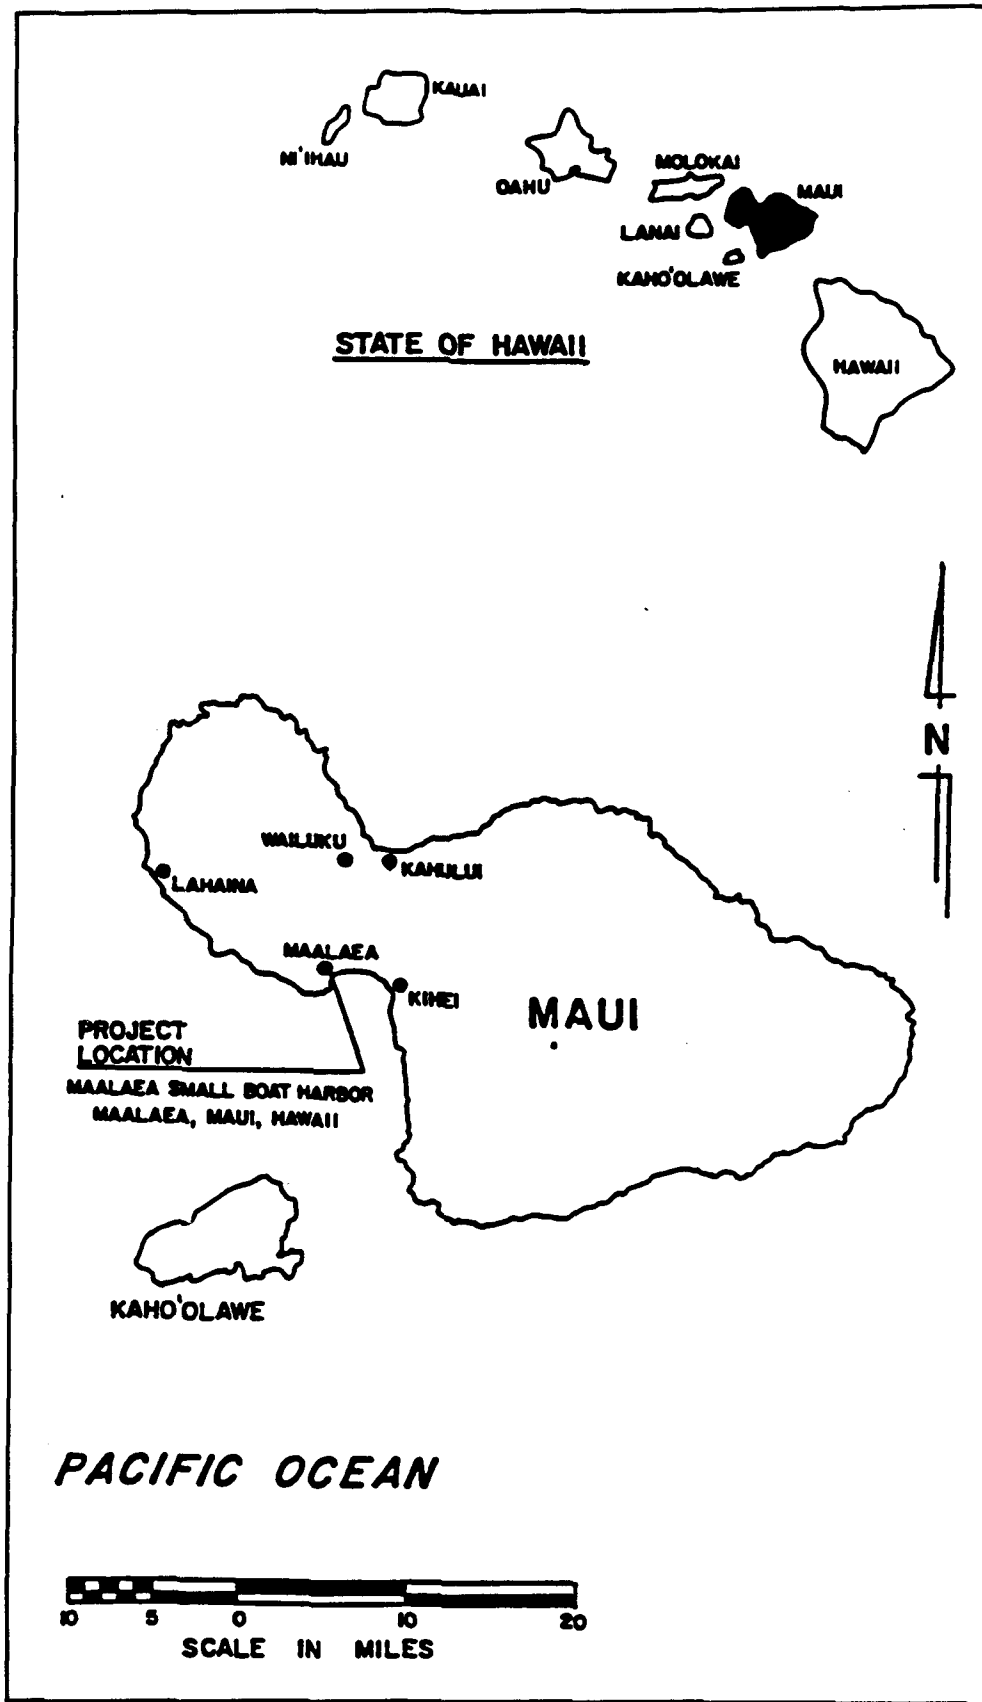 KAUAI
NI'IHAU
OAHU
MOLOKAI
MAUI
LANAI
KAHO'OLAWE
STATE OF HAWAII
HAWAII
N
WAILUKU
KAHULUI
LAHAINA
MAALAEA
KIHEI
MAUI
PROJECT
LOCATION
MAALAEA SMALL BOAT HARBOR
MAALAEA, MAUI, HAWAII
KAHO'OLAWE
PACIFIC OCEAN
10 5 0 10 20
SCALE IN MILES